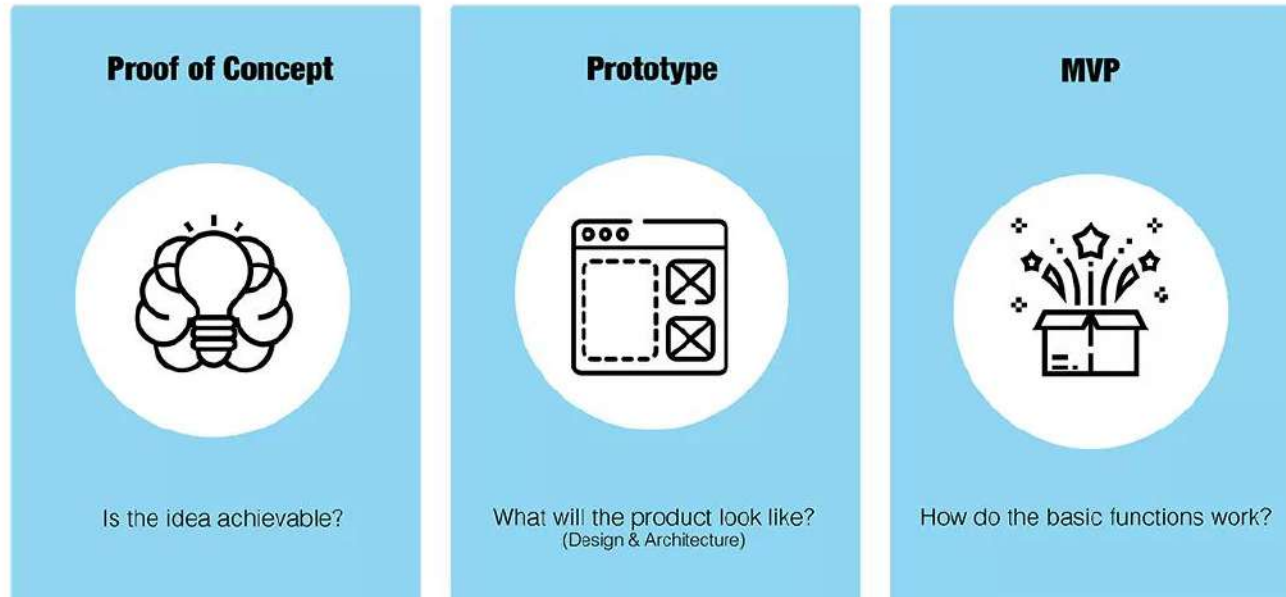 Proof of Concept
Is the idea achievable?
Prototype
What will the product look like?
(Design & Architecture)
MVP
How do the basic functions work?